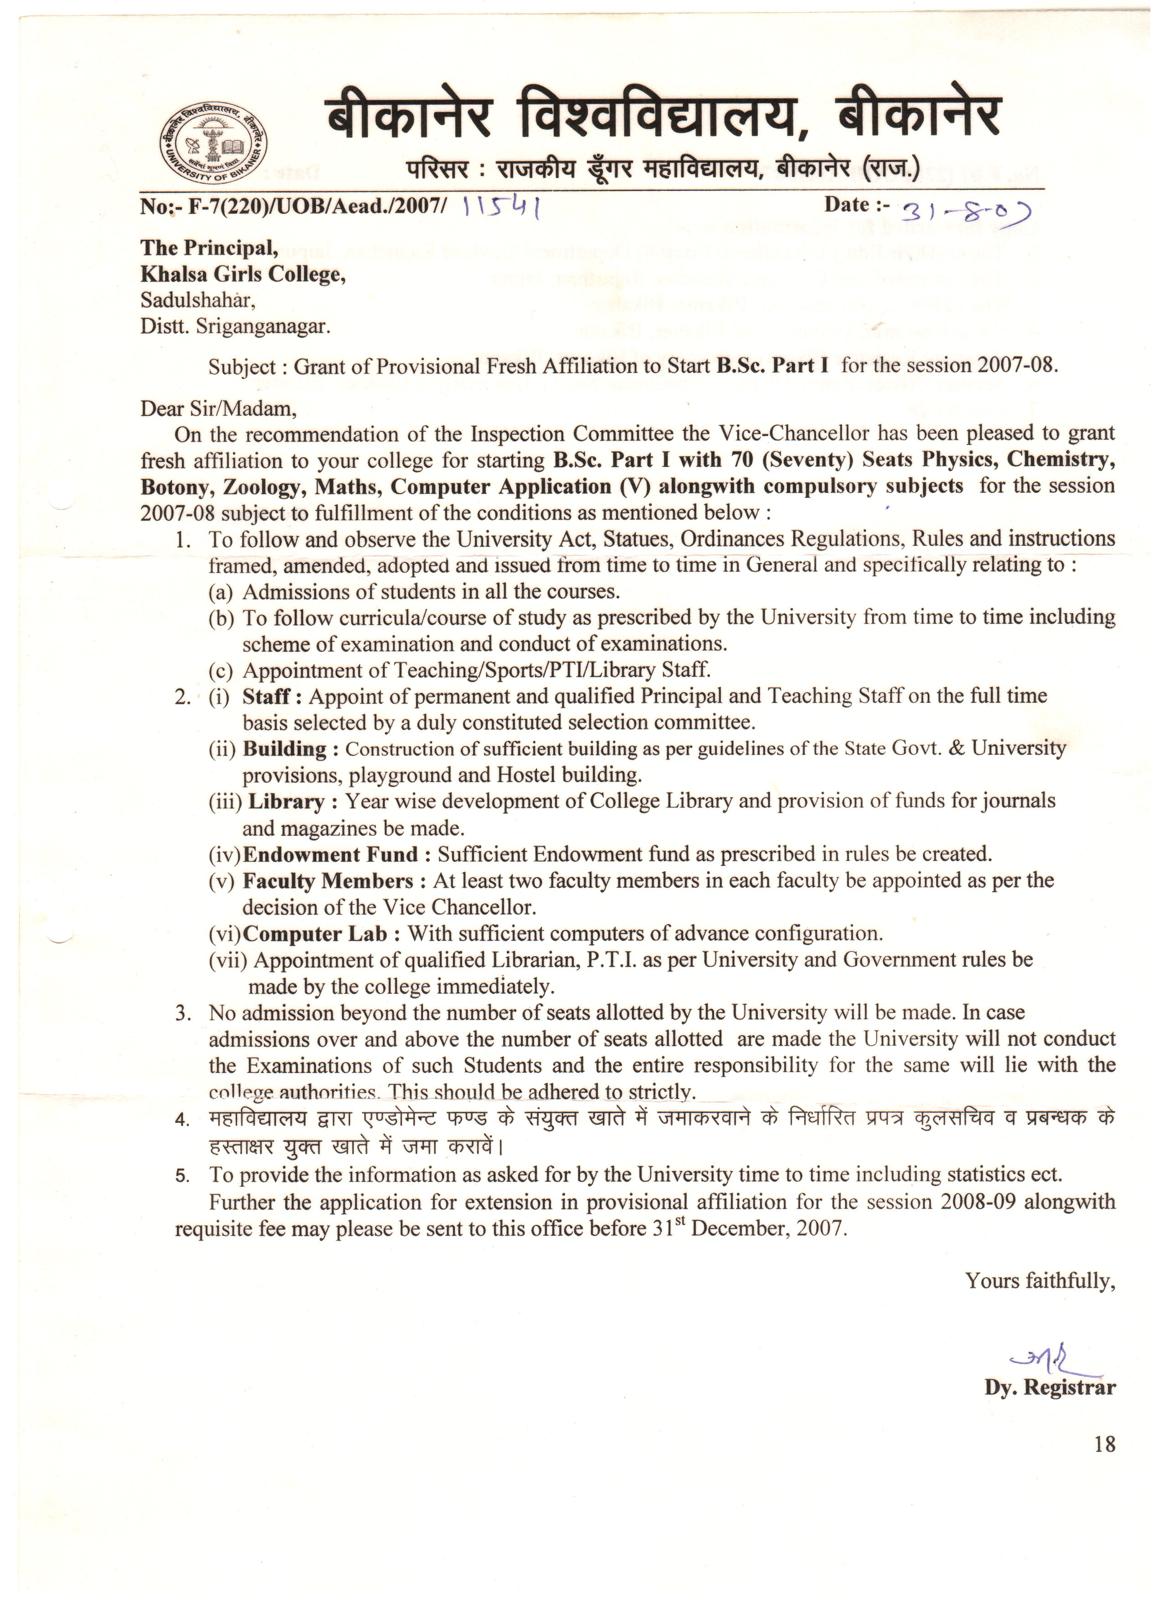 बीकानेर विश्वविद्यालय, बीकानेर
परिसर : राजकीय डूँगर महाविद्यालय, बीकानेर (राज.)
बीकानेर विश्वविद्यालय, बीकानेर
UNIVERSITY OF BIKANER
No:- F-7(220)/UOB/Aead./2007/ 11541 Date :- 31-8-07
The Principal,
Khalsa Girls College,
Sadulshahar,
Distt. Sriganganagar.
Subject : Grant of Provisional Fresh Affiliation to Start B.Sc. Part I for the session 2007-08.
Dear Sir/Madam,
On the recommendation of the Inspection Committee the Vice-Chancellor has been pleased to grant
fresh affiliation to your college for starting B.Sc. Part I with 70 (Seventy) Seats Physics, Chemistry,
Botony, Zoology, Maths, Computer Application (V) alongwith compulsory subjects for the session
2007-08 subject to fulfillment of the conditions as mentioned below :
1. To follow and observe the University Act, Statues, Ordinances Regulations, Rules and instructions
framed, amended, adopted and issued from time to time in General and specifically relating to :
(a) Admissions of students in all the courses.
(b) To follow curricula/course of study as prescribed by the University from time to time including
scheme of examination and conduct of examinations.
(c) Appointment of Teaching/Sports/PTI/Library Staff.
2. (i) Staff : Appoint of permanent and qualified Principal and Teaching Staff on the full time
basis selected by a duly constituted selection committee.
(ii) Building : Construction of sufficient building as per guidelines of the State Govt. & University
provisions, playground and Hostel building.
(iii) Library : Year wise development of College Library and provision of funds for journals
and magazines be made.
(iv)Endowment Fund : Sufficient Endowment fund as prescribed in rules be created.
(v) Faculty Members : At least two faculty members in each faculty be appointed as per the
decision of the Vice Chancellor.
(vi)Computer Lab : With sufficient computers of advance configuration.
(vii) Appointment of qualified Librarian, P.T.I. as per University and Government rules be
made by the college immediately.
3. No admission beyond the number of seats allotted by the University will be made. In case
admissions over and above the number of seats allotted are made the University will not conduct
the Examinations of such Students and the entire responsibility for the same will lie with the
college authorities. This should be adhered to strictly.
4. महाविद्यालय द्वारा एण्डोमेन्ट फण्ड के संयुक्त खाते में जमाकरवाने के निर्धारित प्रपत्र कुलसचिव व प्रबन्धक के
हस्ताक्षर युक्त खाते में जमा करावें।
5. To provide the information as asked for by the University time to time including statistics ect.
Further the application for extension in provisional affiliation for the session 2008-09 alongwith
requisite fee may please be sent to this office before 31st December, 2007.
Yours faithfully,
Dy. Registrar
18